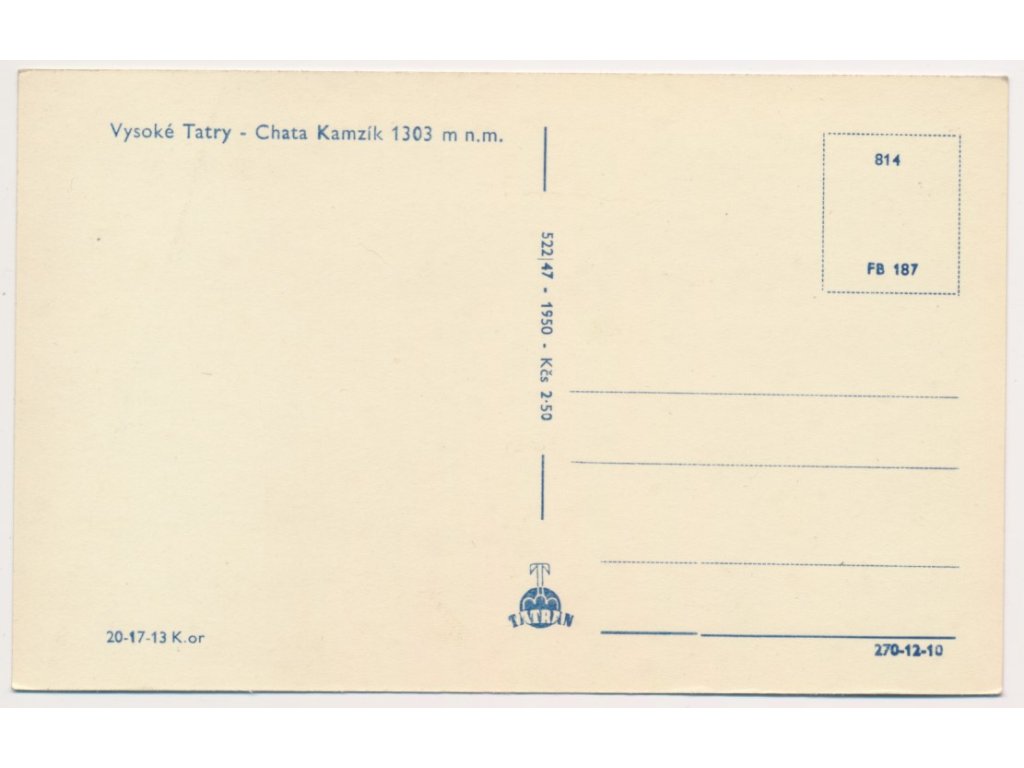 Vysoké Tatry - Chata Kamzík 1303 m n.m.
814
FB 187
522/47 - 1950 - Kčs 2·50
TATRAN
20-17-13 K.or
270-12-10